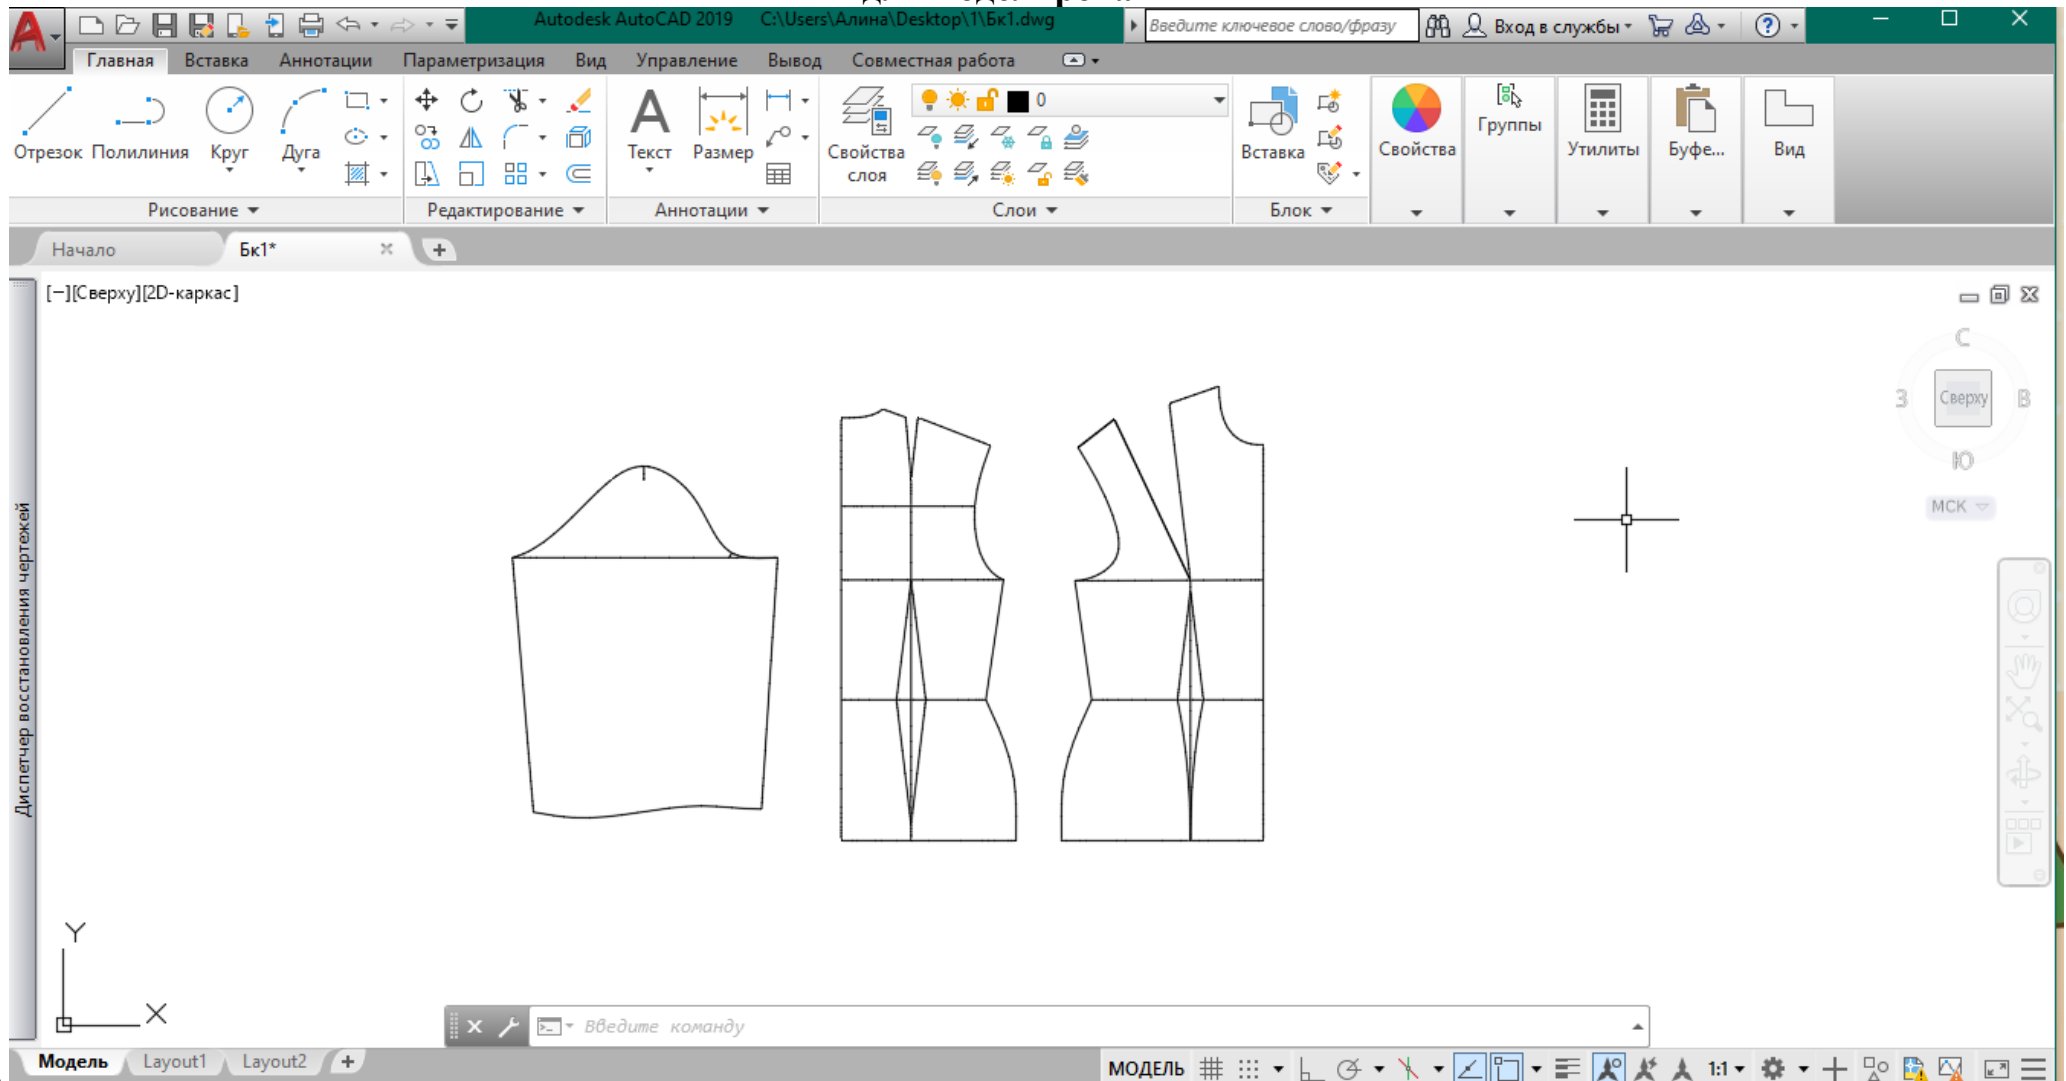 Autodesk AutoCAD 2019 C:\Users\Алина\Desktop\1\Бк1.dwg
Введите ключевое слово/фразу
Вход в службы
Главная Вставка Аннотации Параметризация Вид Управление Вывод Совместная работа
0
Отрезок Полилиния Круг Дуга
Текст Размер
Свойства слоя
Вставка
Свойства
Группы
Утилиты
Буфе...
Вид
Рисование Редактирование Аннотации Слои Блок
Начало Бк1*
[−][Сверху][2D-каркас]
С
З Сверху В
Ю
МСК
Диспетчер восстановления чертежей
Y
X
Введите команду
Модель Layout1 Layout2
МОДЕЛЬ 1:1